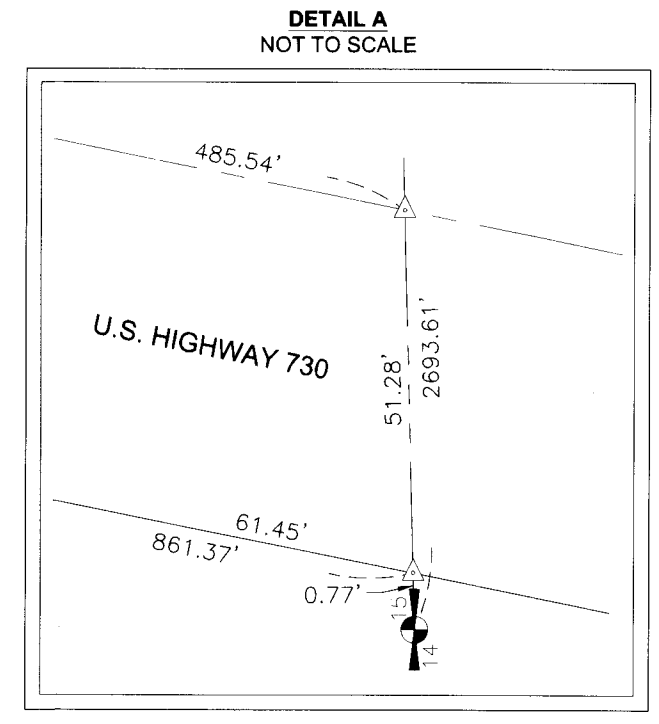 DETAIL A
NOT TO SCALE
485.54'
U.S. HIGHWAY 730
51.28'
2693.61'
61.45'
861.37'
0.77'
15
14